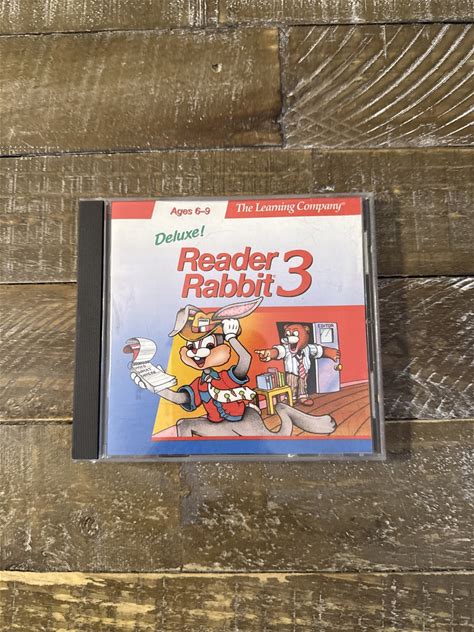 Ages 6–9
The Learning Company®
Deluxe!
Reader
Rabbit® 3
EDITOR